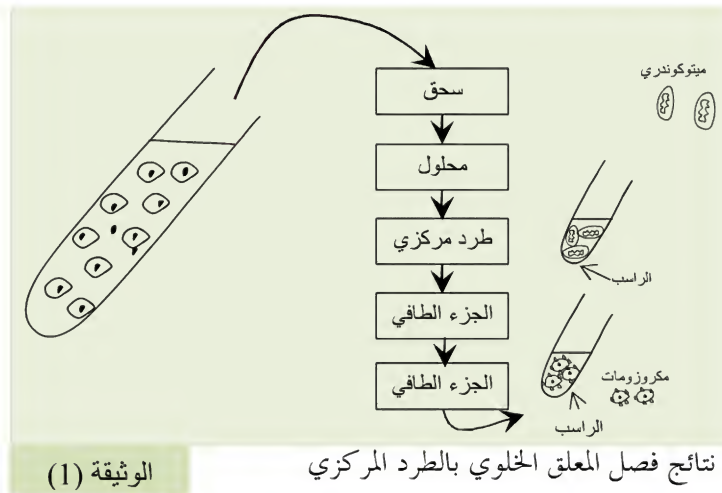 ميتوكوندري
سحق
محلول
طرد مركزي
الراسب
الجزء الطافي
الجزء الطافي
مكروزومات
الراسب
نتائج فصل المعلق الخلوي بالطرد المركزي
الوثيقة (1)